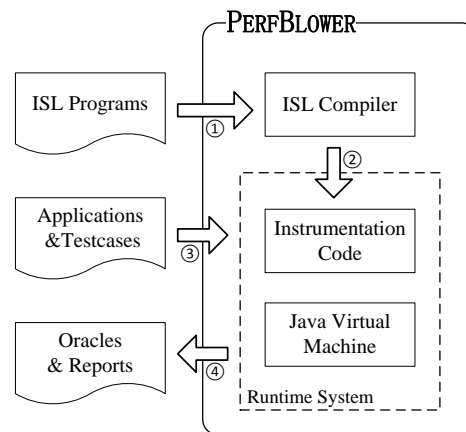 PERFBLOWER
ISL Programs
①
ISL Compiler
②
Applications
&Testcases
③
Instrumentation
Code
Oracles
& Reports
④
Java Virtual
Machine
Runtime System